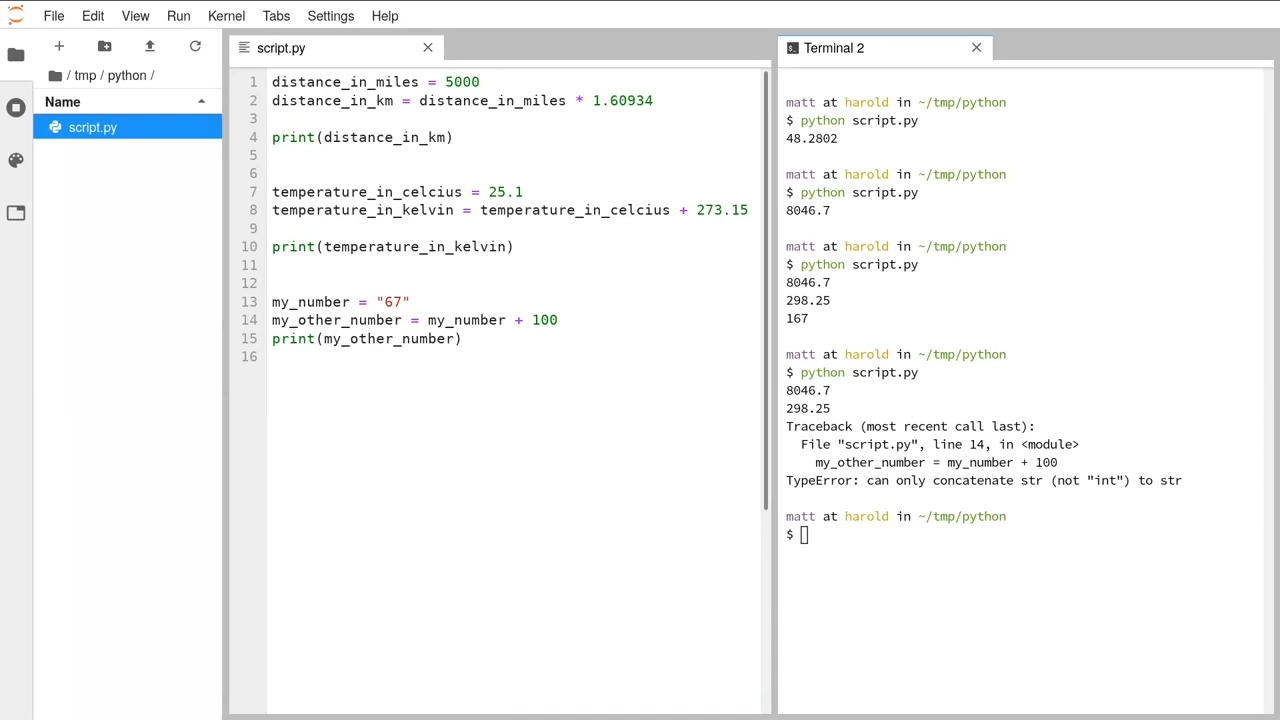 File Edit View Run Kernel Tabs Settings Help
/ tmp / python /
Name
script.py
script.py
1 distance_in_miles = 5000
2 distance_in_km = distance_in_miles * 1.60934
3
4 print(distance_in_km)
5
6
7 temperature_in_celcius = 25.1
8 temperature_in_kelvin = temperature_in_celcius + 273.15
9
10 print(temperature_in_kelvin)
11
12
13 my_number = "67"
14 my_other_number = my_number + 100
15 print(my_other_number)
16
Terminal 2
matt at harold in ~/tmp/python
$ python script.py
48.2802
matt at harold in ~/tmp/python
$ python script.py
8046.7
matt at harold in ~/tmp/python
$ python script.py
8046.7
298.25
167
matt at harold in ~/tmp/python
$ python script.py
8046.7
298.25
Traceback (most recent call last):
  File "script.py", line 14, in <module>
    my_other_number = my_number + 100
TypeError: can only concatenate str (not "int") to str
matt at harold in ~/tmp/python
$